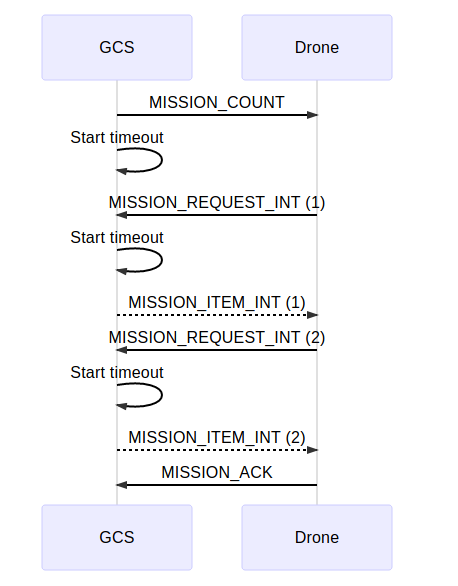 GCS
Drone
MISSION_COUNT
Start timeout
MISSION_REQUEST_INT (1)
Start timeout
MISSION_ITEM_INT (1)
MISSION_REQUEST_INT (2)
Start timeout
MISSION_ITEM_INT (2)
MISSION_ACK
GCS
Drone